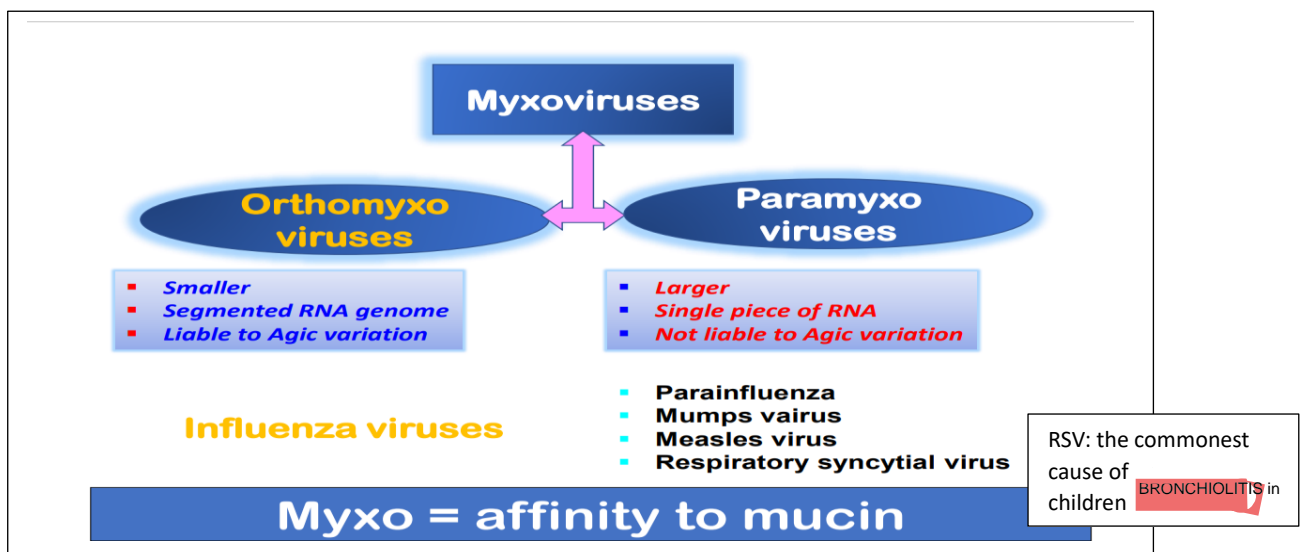 Myxoviruses
Orthomyxo
viruses
Paramyxo
viruses
▪ Smaller
▪ Segmented RNA genome
▪ Liable to Agic variation
▪ Larger
▪ Single piece of RNA
▪ Not liable to Agic variation
Influenza viruses
▪ Parainfluenza
▪ Mumps vairus
▪ Measles virus
▪ Respiratory syncytial virus
RSV: the commonest
cause of
children BRONCHIOLITIS in
Myxo = affinity to mucin